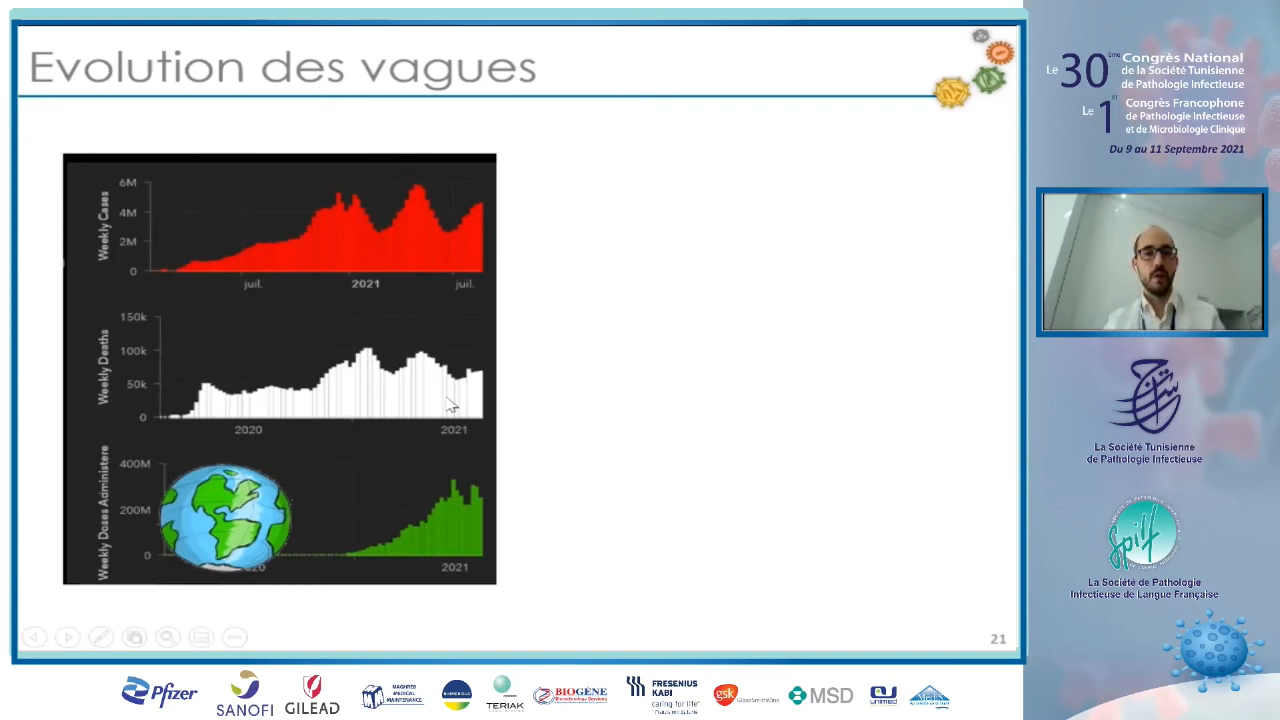 Evolution des vagues
Weekly Cases
6M
4M
2M
0
juil.
2021
juil.
Weekly Deaths
150k
100k
50k
0
2020
2021
Weekly Doses Administere
400M
200M
0
2021
21
Le 30ème Congrès National
de la Société Tunisienne
de Pathologie Infectieuse
Le 1er Congrès Francophone
de Pathologie Infectieuse
et de Microbiologie Clinique
Du 9 au 11 Septembre 2021
La Société Tunisienne
de Pathologie Infectieuse
Spilf
La Société de Pathologie
Infectieuse de Langue Française
Pfizer
SANOFI
GILEAD
MAGHREB
MEDICAL
MAINTENANCE
TERIAK
BIOGÈNE
Biotechnology Services
FRESENIUS
KABI
caring for life
gsk
GlaxoSmithKline
MSD
UNIMED